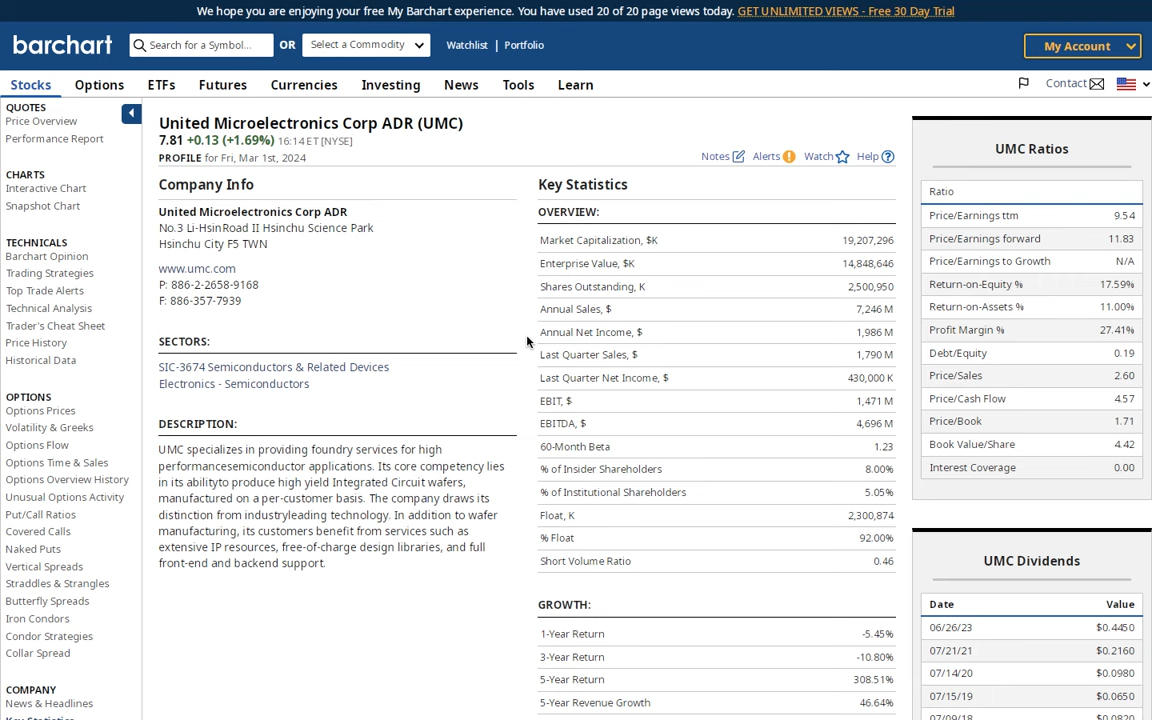 We hope you are enjoying your free My Barchart experience. You have used 20 of 20 page views today. GET UNLIMITED VIEWS - Free 30 Day Trial
barchart
Search for a Symbol...
OR
Select a Commodity
Watchlist | Portfolio
My Account
Stocks
Options
ETFs
Futures
Currencies
Investing
News
Tools
Learn
Contact
QUOTES
Price Overview
Performance Report
CHARTS
Interactive Chart
Snapshot Chart
TECHNICALS
Barchart Opinion
Trading Strategies
Top Trade Alerts
Technical Analysis
Trader's Cheat Sheet
Price History
Historical Data
OPTIONS
Options Prices
Volatility & Greeks
Options Flow
Options Time & Sales
Options Overview History
Unusual Options Activity
Put/Call Ratios
Covered Calls
Naked Puts
Vertical Spreads
Straddles & Strangles
Butterfly Spreads
Iron Condors
Condor Strategies
Collar Spread
COMPANY
News & Headlines
Key Statistics
United Microelectronics Corp ADR (UMC)
7.81 +0.13 (+1.69%) 16:14 ET [NYSE]
PROFILE for Fri, Mar 1st, 2024
Notes
Alerts
Watch
Help
Company Info
United Microelectronics Corp ADR
No.3 Li-HsinRoad II Hsinchu Science Park
Hsinchu City F5 TWN
www.umc.com
P: 886-2-2658-9168
F: 886-357-7939
SECTORS:
SIC-3674 Semiconductors & Related Devices
Electronics - Semiconductors
DESCRIPTION:
UMC specializes in providing foundry services for high
performancesemiconductor applications. Its core competency lies
in its abilityto produce high yield Integrated Circuit wafers,
manufactured on a per-customer basis. The company draws its
distinction from industryleading technology. In addition to wafer
manufacturing, its customers benefit from services such as
extensive IP resources, free-of-charge design libraries, and full
front-end and backend support.
Key Statistics
OVERVIEW:
Market Capitalization, $K 19,207,296
Enterprise Value, $K 14,848,646
Shares Outstanding, K 2,500,950
Annual Sales, $ 7,246 M
Annual Net Income, $ 1,986 M
Last Quarter Sales, $ 1,790 M
Last Quarter Net Income, $ 430,000 K
EBIT, $ 1,471 M
EBITDA, $ 4,696 M
60-Month Beta 1.23
% of Insider Shareholders 8.00%
% of Institutional Shareholders 5.05%
Float, K 2,300,874
% Float 92.00%
Short Volume Ratio 0.46
GROWTH:
1-Year Return -5.45%
3-Year Return -10.80%
5-Year Return 308.51%
5-Year Revenue Growth 46.64%
UMC Ratios
Ratio
Price/Earnings ttm 9.54
Price/Earnings forward 11.83
Price/Earnings to Growth N/A
Return-on-Equity % 17.59%
Return-on-Assets % 11.00%
Profit Margin % 27.41%
Debt/Equity 0.19
Price/Sales 2.60
Price/Cash Flow 4.57
Price/Book 1.71
Book Value/Share 4.42
Interest Coverage 0.00
UMC Dividends
Date Value
06/26/23 $0.4450
07/21/21 $0.2160
07/14/20 $0.0980
07/15/19 $0.0650
07/09/18 $0.0820